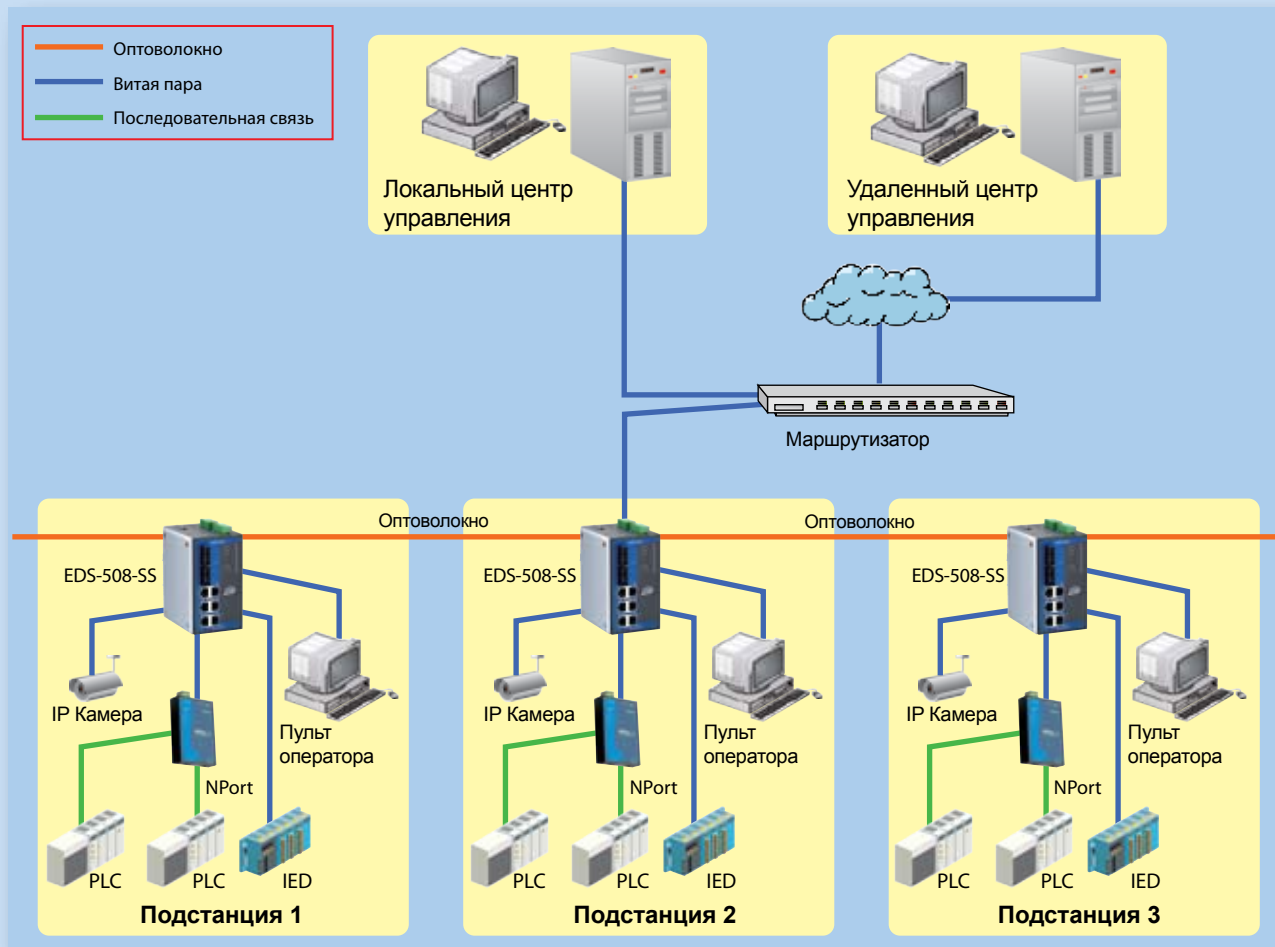 Оптоволокно
Витая пара
Последовательная связь
Локальный центр
управления
Удаленный центр
управления
Маршрутизатор
Оптоволокно
Оптоволокно
EDS-508-SS
EDS-508-SS
EDS-508-SS
IP Камера
Пульт
оператора
NPort
PLC
PLC
IED
Подстанция 1
IP Камера
Пульт
оператора
NPort
PLC
PLC
IED
Подстанция 2
IP Камера
Пульт
оператора
NPort
PLC
PLC
IED
Подстанция 3